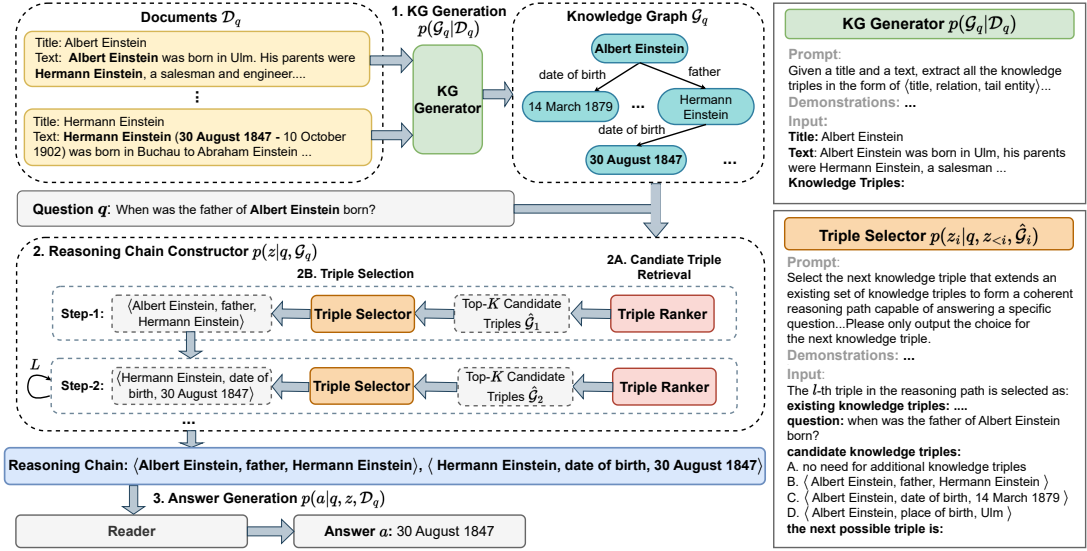 Documents 𝒟_q
Title: Albert Einstein
Text: Albert Einstein was born in Ulm. His parents were
Hermann Einstein, a salesman and engineer....
⋮
Title: Hermann Einstein
Text: Hermann Einstein (30 August 1847 - 10 October
1902) was born in Buchau to Abraham Einstein ...
1. KG Generation
p(𝒢_q|𝒟_q)
KG
Generator
Knowledge Graph 𝒢_q
Albert Einstein
date of birth
father
14 March 1879
...
Hermann
Einstein
date of birth
30 August 1847
...
Question q: When was the father of Albert Einstein born?
2. Reasoning Chain Constructor p(z|q, 𝒢_q)
2B. Triple Selection
2A. Candiate Triple
Retrieval
Step-1:
⟨Albert Einstein, father,
Hermann Einstein⟩
Triple Selector
Top-K Candidate
Triples 𝒢̂_1
Triple Ranker
L
Step-2:
⟨Hermann Einstein, date of
birth, 30 August 1847⟩
Triple Selector
Top-K Candidate
Triples 𝒢̂_2
Triple Ranker
...
Reasoning Chain: ⟨Albert Einstein, father, Hermann Einstein⟩, ⟨ Hermann Einstein, date of birth, 30 August 1847⟩
3. Answer Generation p(a|q, z, 𝒟_q)
Reader
Answer a: 30 August 1847
KG Generator p(𝒢_q|𝒟_q)
Prompt:
Given a title and a text, extract all the knowledge
triples in the form of ⟨title, relation, tail entity⟩...
Demonstrations: ...
Input:
Title: Albert Einstein
Text: Albert Einstein was born in Ulm, his parents
were Hermann Einstein, a salesman ...
Knowledge Triples:
Triple Selector p(z_i|q, z_{<i}, 𝒢̂_i)
Prompt:
Select the next knowledge triple that extends an
existing set of knowledge triples to form a coherent
reasoning path capable of answering a specific
question...Please only output the choice for
the next knowledge triple.
Demonstrations: ...
Input:
The l-th triple in the reasoning path is selected as:
existing knowledge triples: ....
question: when was the father of Albert Einstein
born?
candidate knowledge triples:
A. no need for additional knowledge triples
B. ⟨ Albert Einstein, father, Hermann Einstein ⟩
C. ⟨ Albert Einstein, date of birth, 14 March 1879 ⟩
D. ⟨ Albert Einstein, place of birth, Ulm ⟩
the next possible triple is: